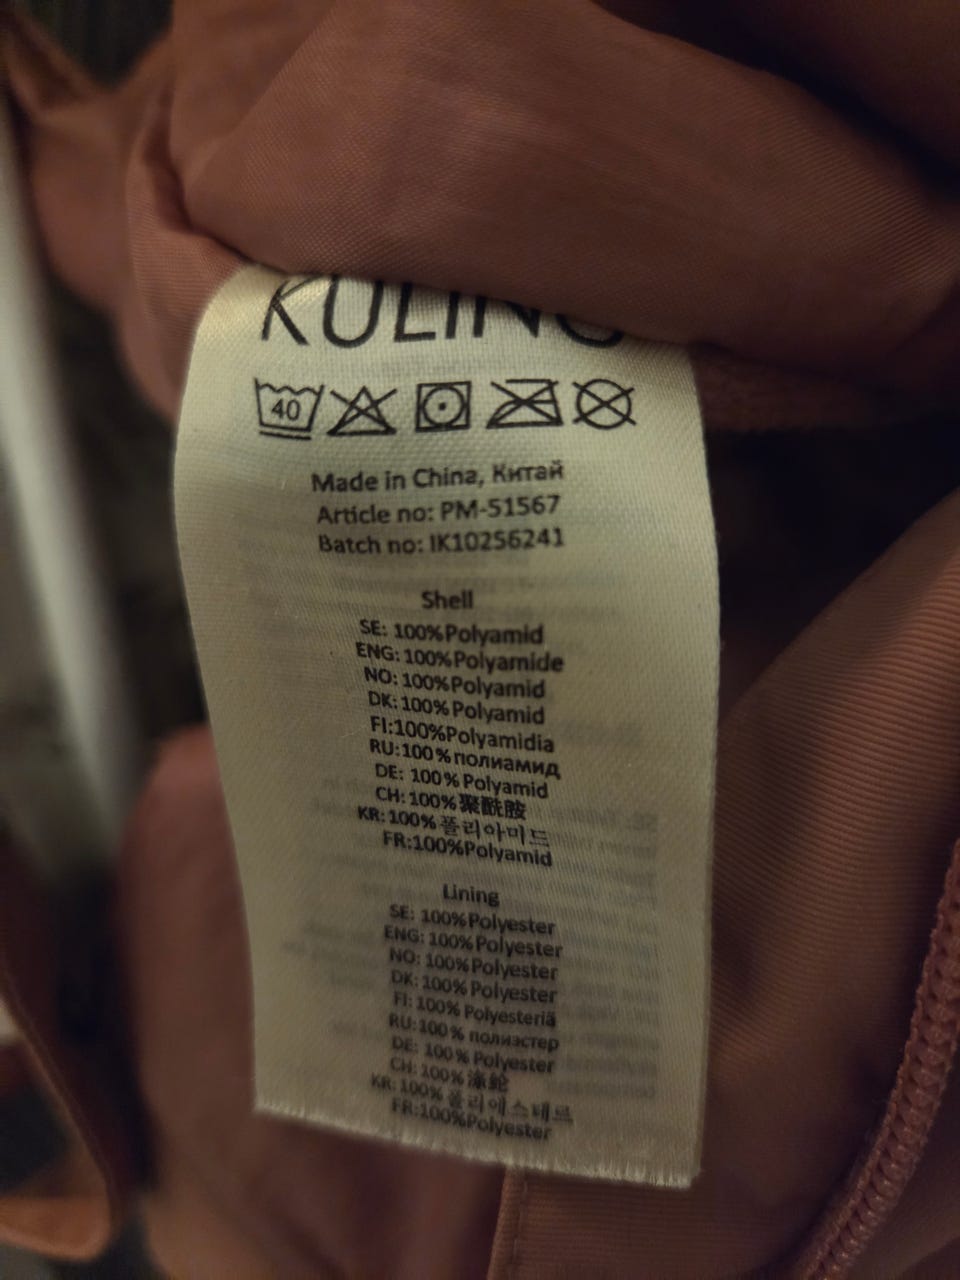 KULING
40
Made in China, Китай
Article no: PM-51567
Batch no: IK10256241
Shell
SE: 100%Polyamid
ENG: 100%Polyamide
NO: 100%Polyamid
DK: 100% Polyamid
FI:100%Polyamidia
RU:100%полиамид
DE: 100% Polyamid
CH: 100%聚酰胺
KR: 100%폴리아미드
FR:100%Polyamid
Lining
SE: 100%Polyester
ENG: 100%Polyester
NO: 100%Polyester
DK: 100%Polyester
FI: 100% Polyesteriä
RU:100% полиэстер
DE: 100% Polyester
CH: 100%涤纶
KR: 100% 폴리에스테르
FR:100%Polyester